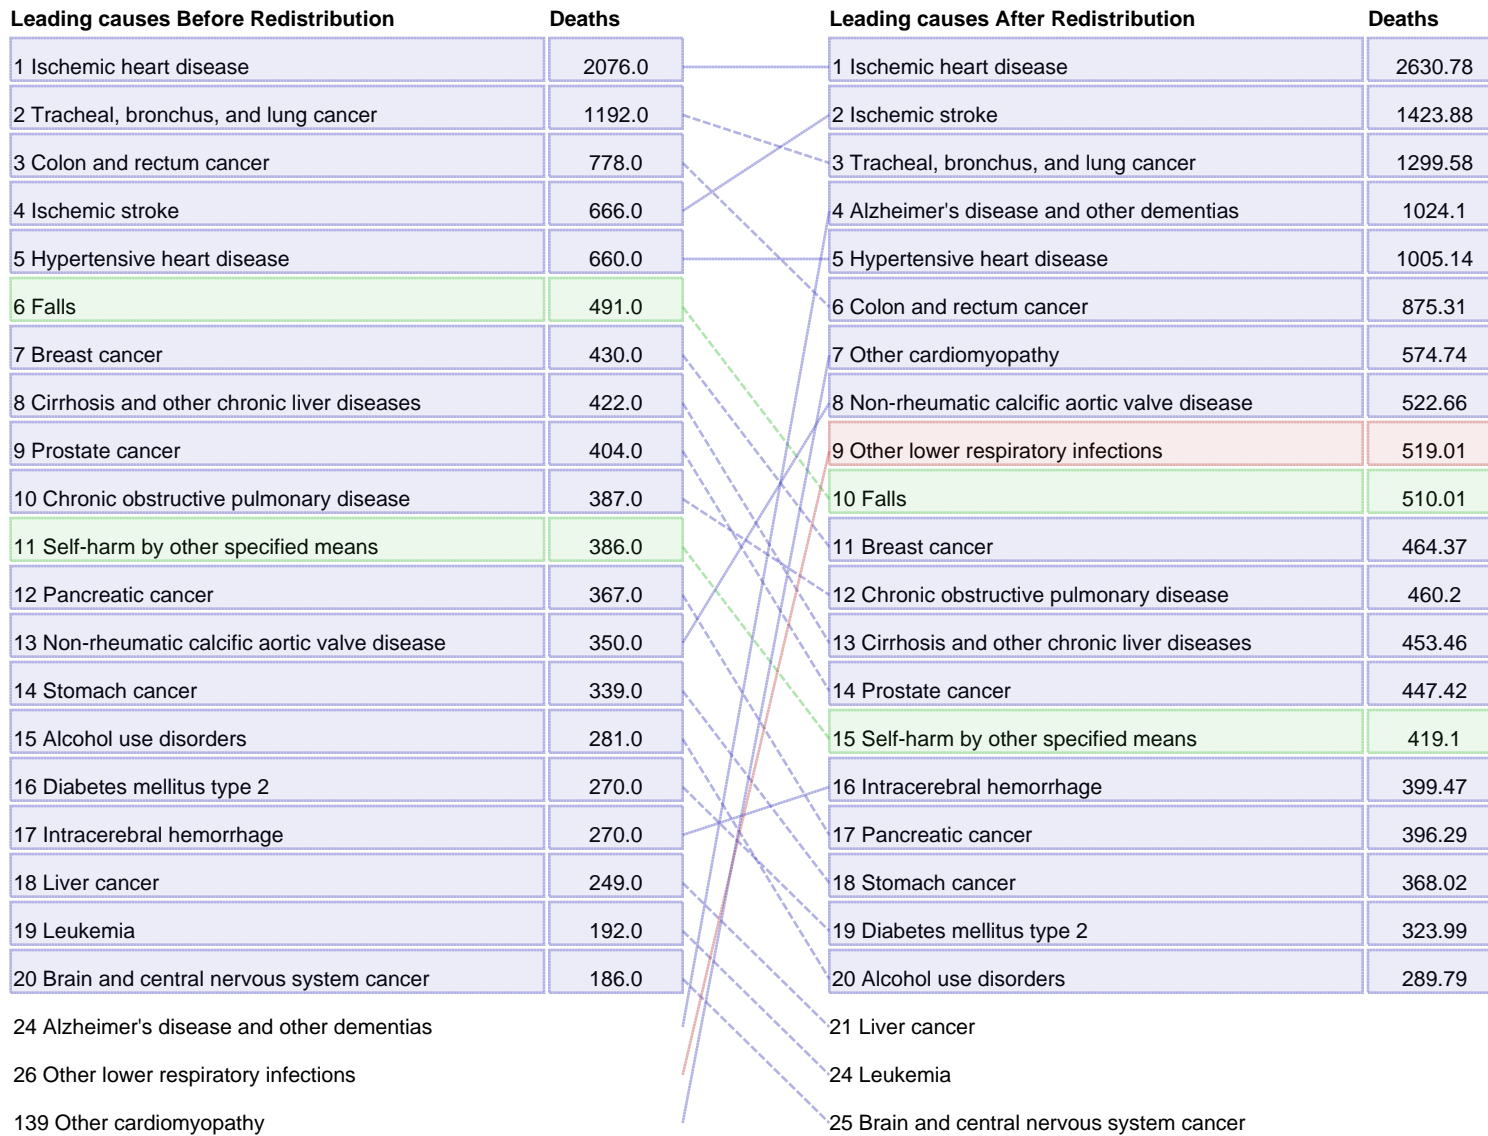 Leading causes Before Redistribution Deaths Leading causes After Redistribution Deaths
1 Ischemic heart disease 2076.0 1 Ischemic heart disease 2630.78
2 Tracheal, bronchus, and lung cancer 1192.0 2 Ischemic stroke 1423.88
3 Colon and rectum cancer 778.0 3 Tracheal, bronchus, and lung cancer 1299.58
4 Ischemic stroke 666.0 4 Alzheimer's disease and other dementias 1024.1
5 Hypertensive heart disease 660.0 5 Hypertensive heart disease 1005.14
6 Falls 491.0 6 Colon and rectum cancer 875.31
7 Breast cancer 430.0 7 Other cardiomyopathy 574.74
8 Cirrhosis and other chronic liver diseases 422.0 8 Non-rheumatic calcific aortic valve disease 522.66
9 Prostate cancer 404.0 9 Other lower respiratory infections 519.01
10 Chronic obstructive pulmonary disease 387.0 10 Falls 510.01
11 Self-harm by other specified means 386.0 11 Breast cancer 464.37
12 Pancreatic cancer 367.0 12 Chronic obstructive pulmonary disease 460.2
13 Non-rheumatic calcific aortic valve disease 350.0 13 Cirrhosis and other chronic liver diseases 453.46
14 Stomach cancer 339.0 14 Prostate cancer 447.42
15 Alcohol use disorders 281.0 15 Self-harm by other specified means 419.1
16 Diabetes mellitus type 2 270.0 16 Intracerebral hemorrhage 399.47
17 Intracerebral hemorrhage 270.0 17 Pancreatic cancer 396.29
18 Liver cancer 249.0 18 Stomach cancer 368.02
19 Leukemia 192.0 19 Diabetes mellitus type 2 323.99
20 Brain and central nervous system cancer 186.0 20 Alcohol use disorders 289.79
24 Alzheimer's disease and other dementias 21 Liver cancer
26 Other lower respiratory infections 24 Leukemia
139 Other cardiomyopathy 25 Brain and central nervous system cancer